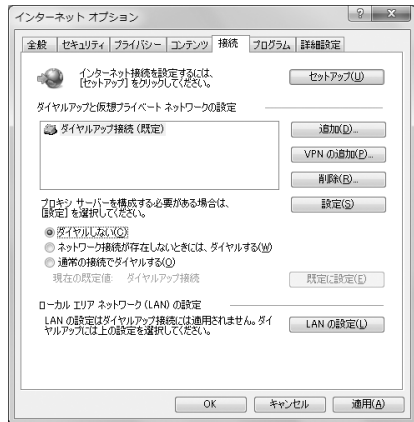 インターネット オプション
全般 セキュリティ プライバシー コンテンツ 接続 プログラム 詳細設定
インターネット接続を設定するには、
[セットアップ] をクリックしてください。
セットアップ(U)
ダイヤルアップと仮想プライベート ネットワークの設定
ダイヤルアップ接続 (既定)
追加(D)...
VPN の追加(P)...
削除(R)...
プロキシ サーバーを構成する必要がある場合は、
[設定] を選択してください。
設定(S)
ダイヤルしない(C)
ネットワーク接続が存在しないときには、ダイヤルする(W)
通常の接続でダイヤルする(O)
現在の既定値: ダイヤルアップ接続
既定に設定(E)
ローカル エリア ネットワーク (LAN) の設定
LAN の設定はダイヤルアップ接続には適用されません。ダイ
ヤルアップには上の設定を選択してください。
LAN の設定(L)
OK キャンセル 適用(A)